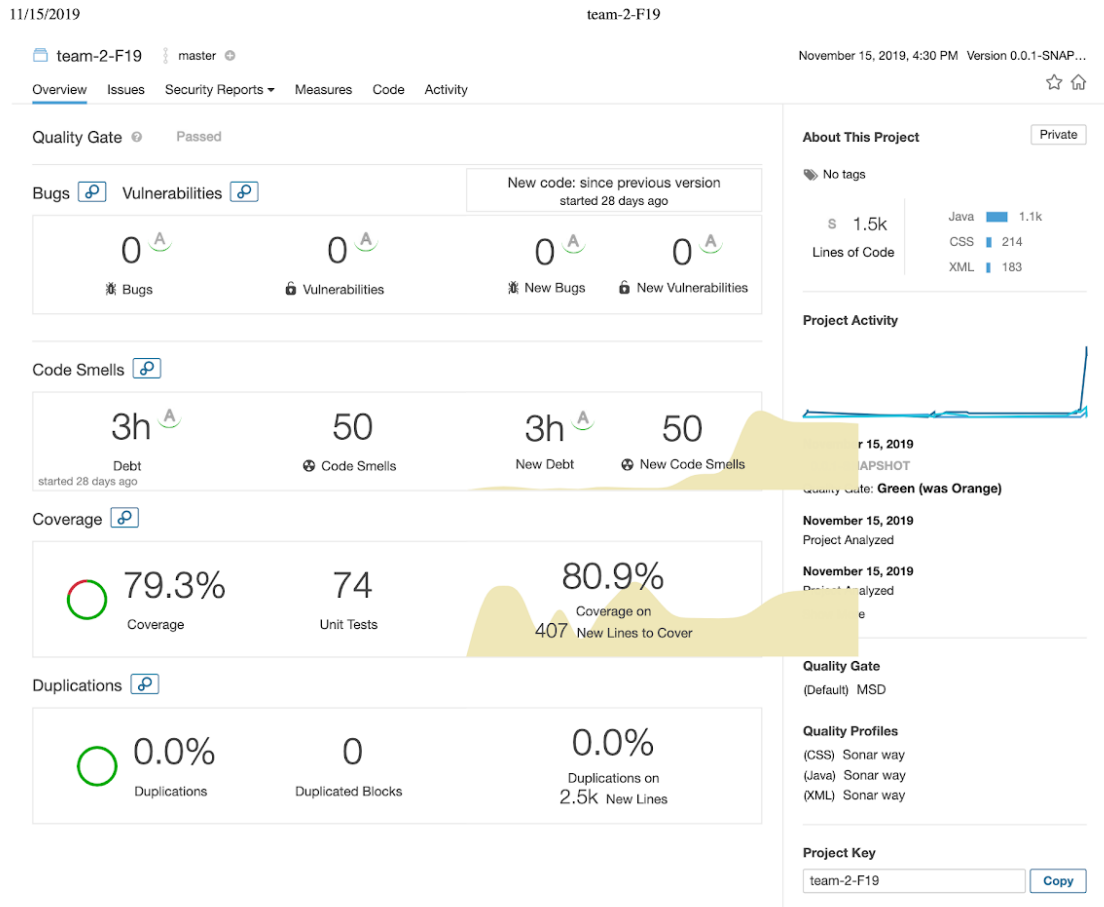 11/15/2019 team-2-F19
team-2-F19 master November 15, 2019, 4:30 PM Version 0.0.1-SNAP…
Overview Issues Security Reports Measures Code Activity
Quality Gate Passed
Bugs Vulnerabilities
New code: since previous version
started 28 days ago
0 A 0 A 0 A 0 A
Bugs Vulnerabilities New Bugs New Vulnerabilities
Code Smells
3h A 50 3h A 50
Debt Code Smells New Debt New Code Smells
started 28 days ago
Coverage
79.3% 74 80.9%
Coverage Unit Tests Coverage on
407 New Lines to Cover
Duplications
0.0% 0 0.0%
Duplications Duplicated Blocks Duplications on
2.5k New Lines
About This Project Private
No tags
S 1.5k
Lines of Code
Java 1.1k
CSS 214
XML 183
Project Activity
15, 2019
Quality Gate: Green (was Orange)
November 15, 2019
Project Analyzed
November 15, 2019
Project Analyzed
Quality Gate
(Default) MSD
Quality Profiles
(CSS) Sonar way
(Java) Sonar way
(XML) Sonar way
Project Key
team-2-F19 Copy